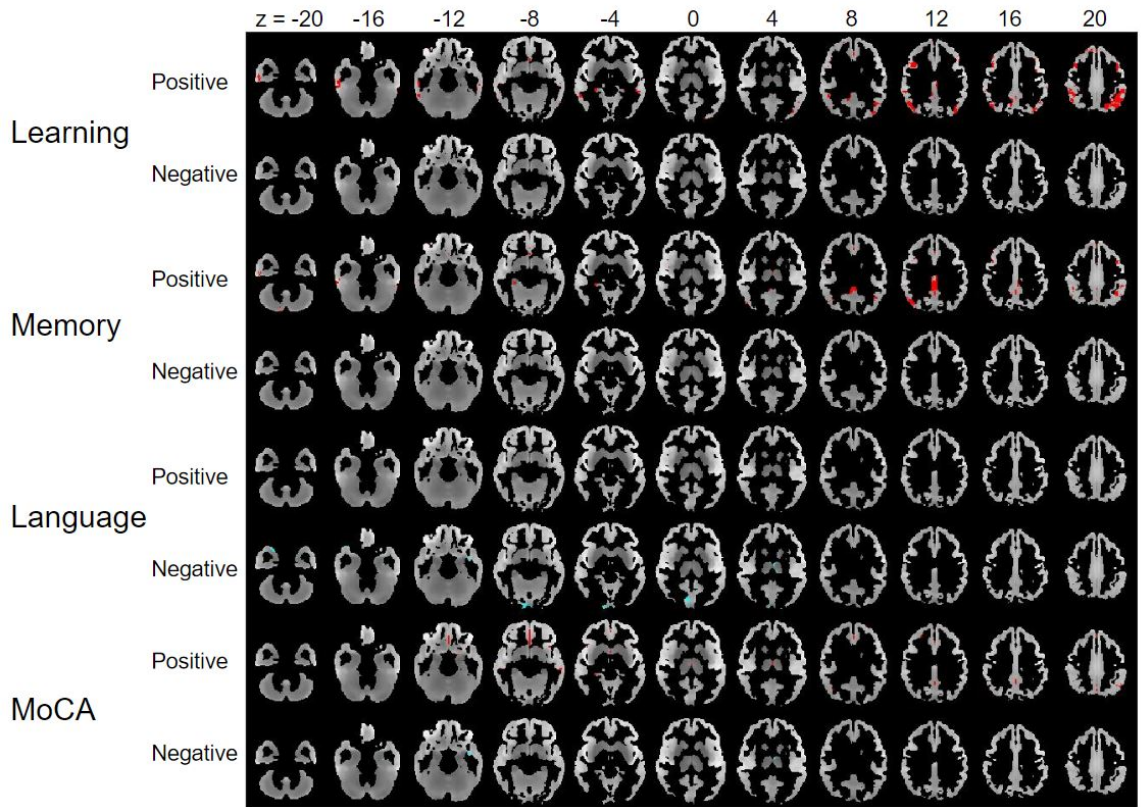 z = -20 -16 -12 -8 -4 0 4 8 12 16 20
Positive
Learning
Negative
Positive
Memory
Negative
Positive
Language
Negative
Positive
MoCA
Negative